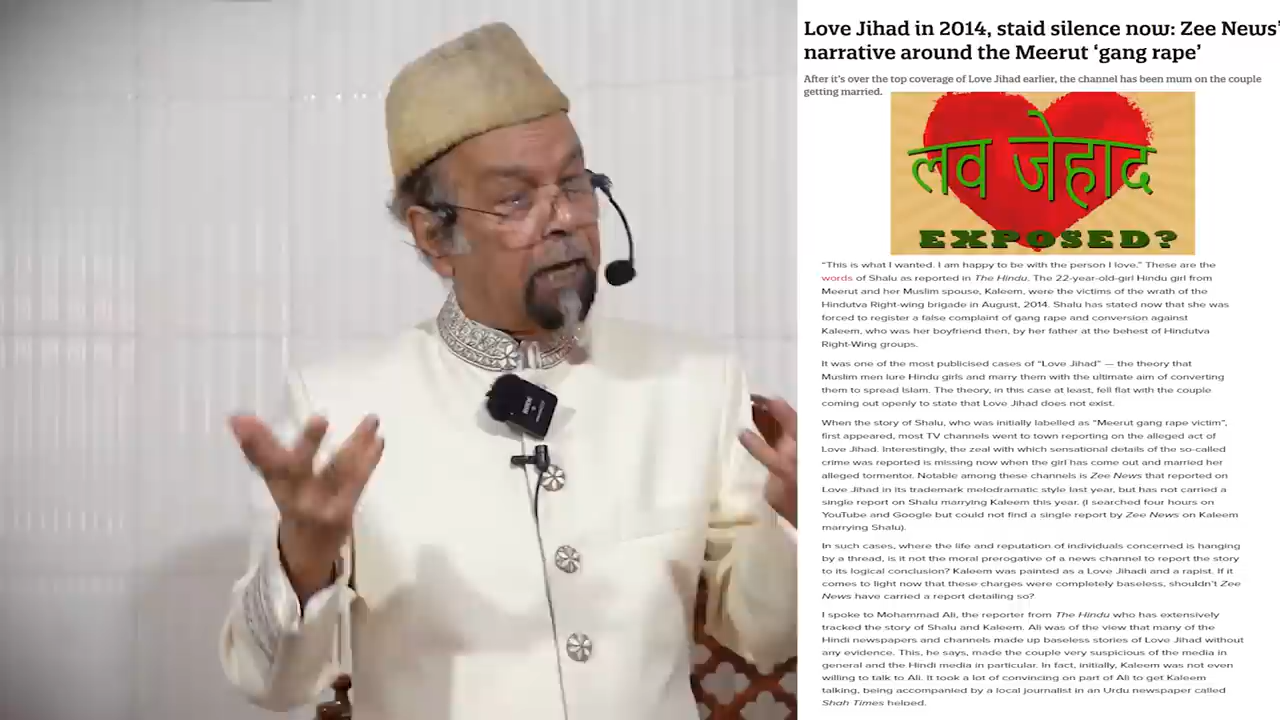 Love Jihad in 2014, staid silence now: Zee News'
narrative around the Meerut ‘gang rape’
After it's over the top coverage of Love Jihad earlier, the channel has been mum on the couple
getting married.
लव जेहाद
EXPOSED?
“This is what I wanted. I am happy to be with the person I love.” These are the
words of Shalu as reported in The Hindu. The 22-year-old-girl Hindu girl from
Meerut and her Muslim spouse, Kaleem, were the victims of the wrath of the
Hindutva Right-wing brigade in August, 2014. Shalu has stated now that she was
forced to register a false complaint of gang rape and conversion against
Kaleem, who was her boyfriend then, by her father at the behest of Hindutva
Right-Wing groups.
It was one of the most publicised cases of “Love Jihad” — the theory that
Muslim men lure Hindu girls and marry them with the ultimate aim of converting
them to spread Islam. The theory, in this case at least, fell flat with the couple
coming out openly to state that Love Jihad does not exist.
When the story of Shalu, who was initially labelled as “Meerut gang rape victim”,
first appeared, most TV channels went to town reporting on the alleged act of
Love Jihad. Interestingly, the zeal with which sensational details of the so-called
crime was reported is missing now when the girl has come out and married her
alleged tormentor. Notable among these channels is Zee News that reported on
Love Jihad in its trademark melodramatic style last year, but has not carried a
single report on Shalu marrying Kaleem this year. (I searched four hours on
YouTube and Google but could not find a single report by Zee News on Kaleem
marrying Shalu).
In such cases, where the life and reputation of individuals concerned is hanging
by a thread, is it not the moral prerogative of a news channel to report the story
to its logical conclusion? Kaleem was painted as a Love Jihadi and a rapist. If it
comes to light now that these charges were completely baseless, shouldn't Zee
News have carried a report detailing so?
I spoke to Mohammad Ali, the reporter from The Hindu who has extensively
tracked the story of Shalu and Kaleem. Ali was of the view that many of the
Hindi newspapers and channels made up baseless stories of Love Jihad without
any evidence. This, he says, made the couple very suspicious of the media in
general and the Hindi media in particular. In fact, initially, Kaleem was not even
willing to talk to Ali. It took a lot of convincing on part of Ali to get Kaleem
talking, being accompanied by a local journalist in an Urdu newspaper called
Shah Times helped.